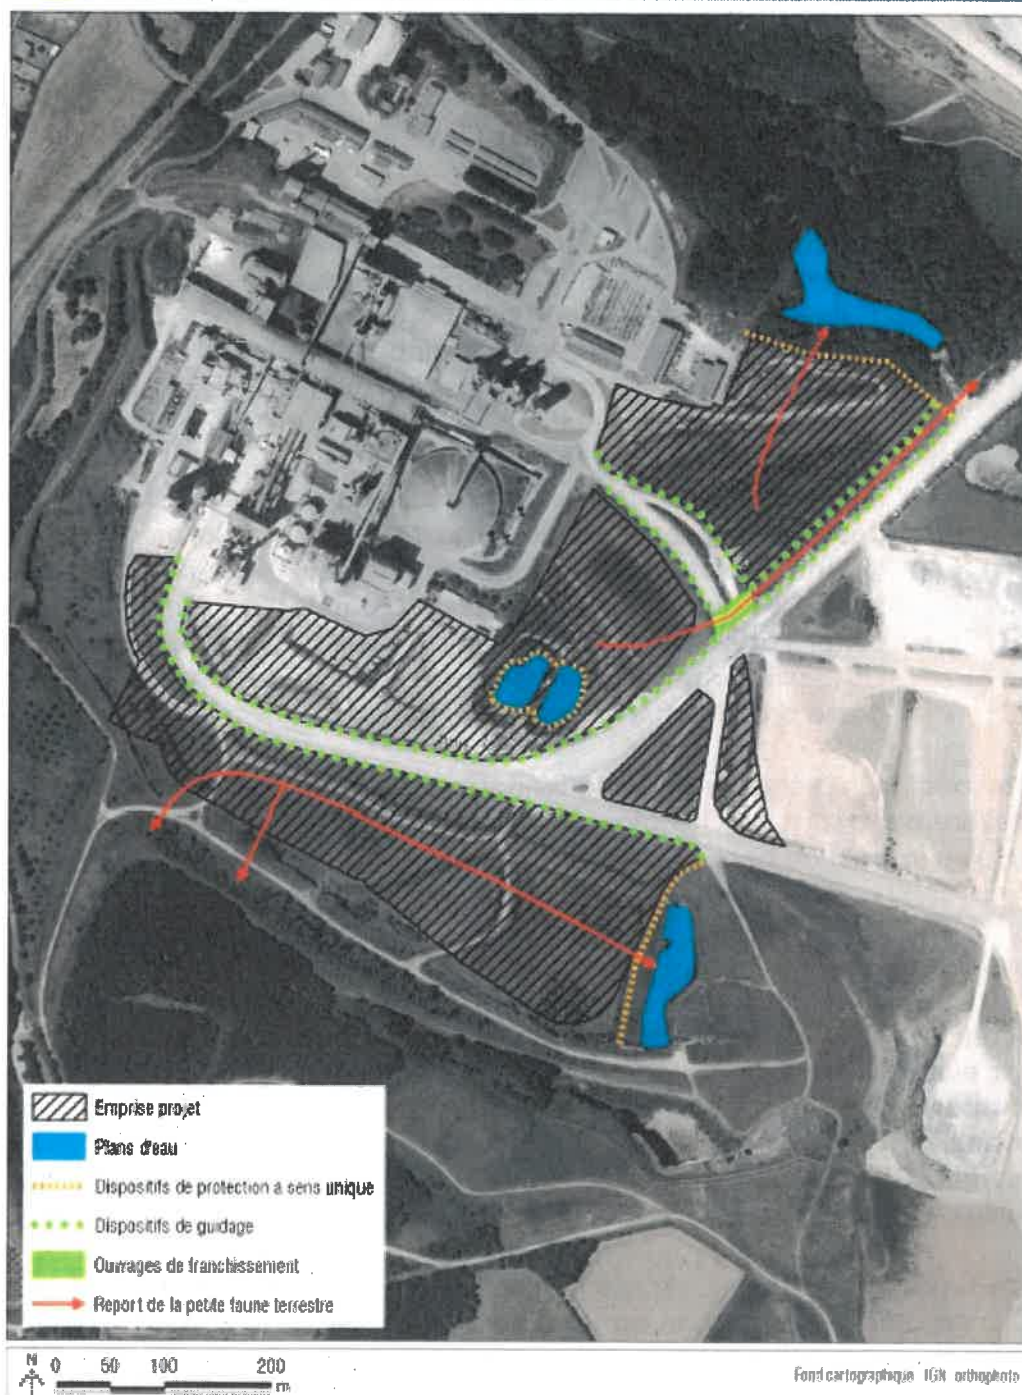 Emprise projet
Plans d'eau
Dispositifs de protection a sens unique
Dispositifs de guidage
Ouvrages de franchissement
Report de la petite faune terrestre
N 0 50 100 200
m
Fond cartographique IGN orthophoto